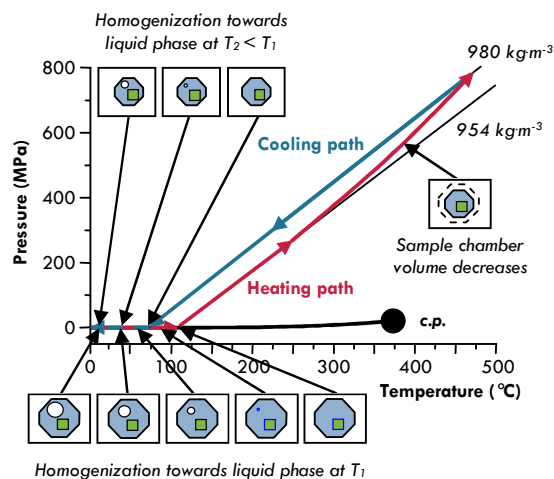 Homogenization towards
liquid phase at T2 < T1
980 kg·m-3
954 kg·m-3
Cooling path
Heating path
Sample chamber
volume decreases
c.p.
Pressure (MPa)
800
600
400
200
0
0
100
200
300
400
500
Temperature (°C)
Homogenization towards liquid phase at T1